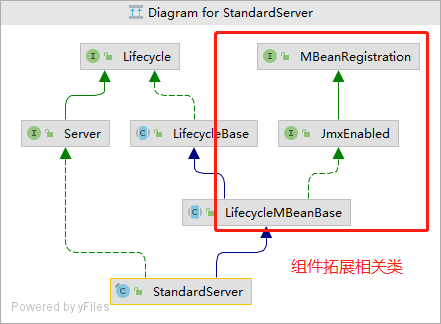 Diagram for StandardServer
Lifecycle
MBeanRegistration
Server
LifecycleBase
JmxEnabled
LifecycleMBeanBase
组件拓展相关类
StandardServer
Powered by yFiles